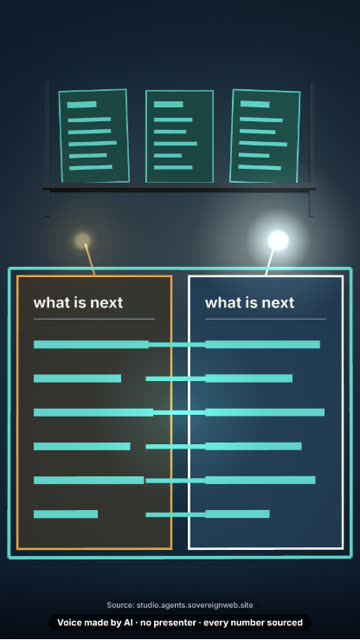 what is next
what is next
Source: studio.agents.sovereignweb.site
Voice made by AI · no presenter · every number sourced